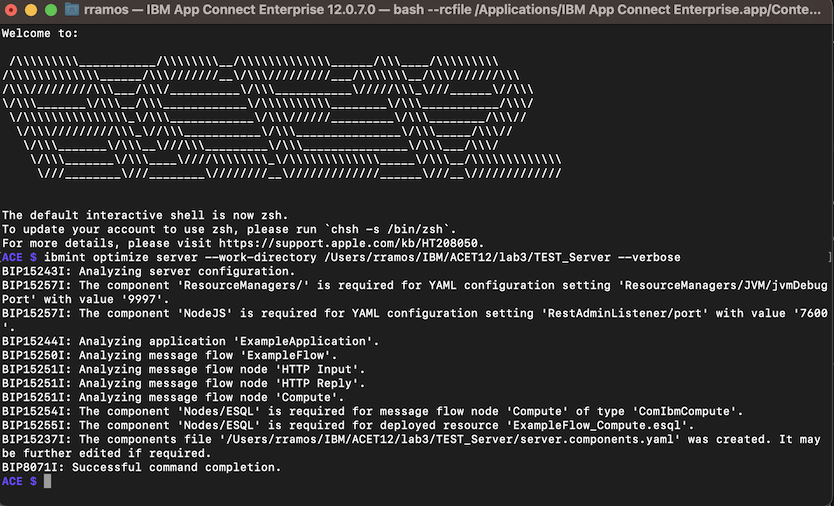 rramos — IBM App Connect Enterprise 12.0.7.0 — bash --rcfile /Applications/IBM App Connect Enterprise.app/Conte...
Welcome to:
The default interactive shell is now zsh.
To update your account to use zsh, please run `chsh -s /bin/zsh`.
For more details, please visit https://support.apple.com/kb/HT208050.
[ACE $ ibmint optimize server --work-directory /Users/rramos/IBM/ACET12/lab3/TEST_Server --verbose ]
BIP15243I: Analyzing server configuration.
BIP15257I: The component 'ResourceManagers/' is required for YAML configuration setting 'ResourceManagers/JVM/jvmDebug
Port' with value '9997'.
BIP15257I: The component 'NodeJS' is required for YAML configuration setting 'RestAdminListener/port' with value '7600
'.
BIP15244I: Analyzing application 'ExampleApplication'.
BIP15250I: Analyzing message flow 'ExampleFlow'.
BIP15251I: Analyzing message flow node 'HTTP Input'.
BIP15251I: Analyzing message flow node 'HTTP Reply'.
BIP15251I: Analyzing message flow node 'Compute'.
BIP15254I: The component 'Nodes/ESQL' is required for message flow node 'Compute' of type 'ComIbmCompute'.
BIP15255I: The component 'Nodes/ESQL' is required for deployed resource 'ExampleFlow_Compute.esql'.
BIP15237I: The components file '/Users/rramos/IBM/ACET12/lab3/TEST_Server/server.components.yaml' was created. It may
be further edited if required.
BIP8071I: Successful command completion.
ACE $